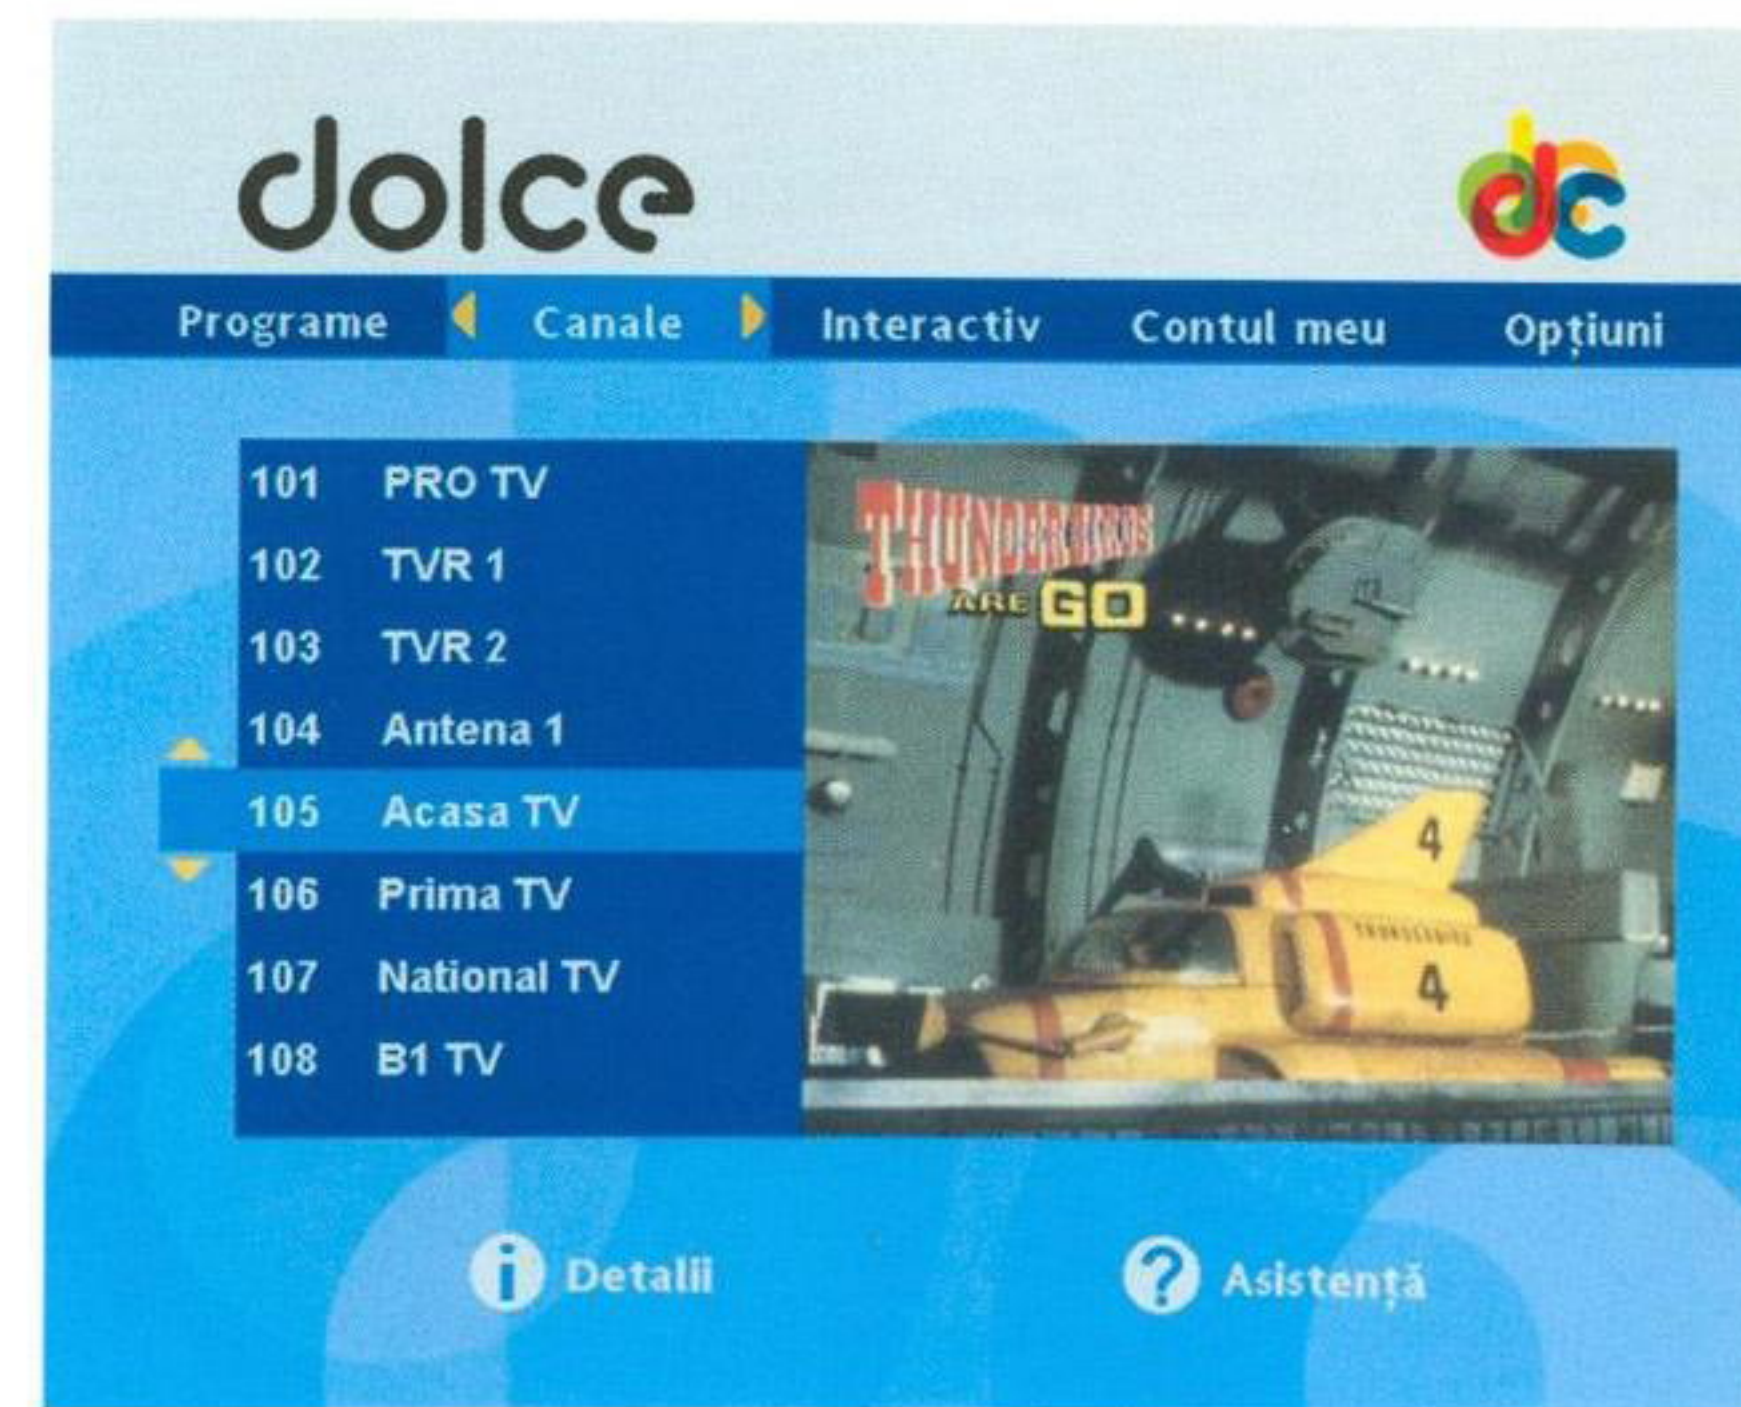 dolce
dc
Programe Canale Interactiv Contul meu Opțiuni
101 PRO TV
102 TVR 1
103 TVR 2
104 Antena 1
105 Acasa TV
106 Prima TV
107 National TV
108 B1 TV
THUNDERBIRDS
ARE GO
4
THUNDERBIRD
4
i Detalii
? Asistență